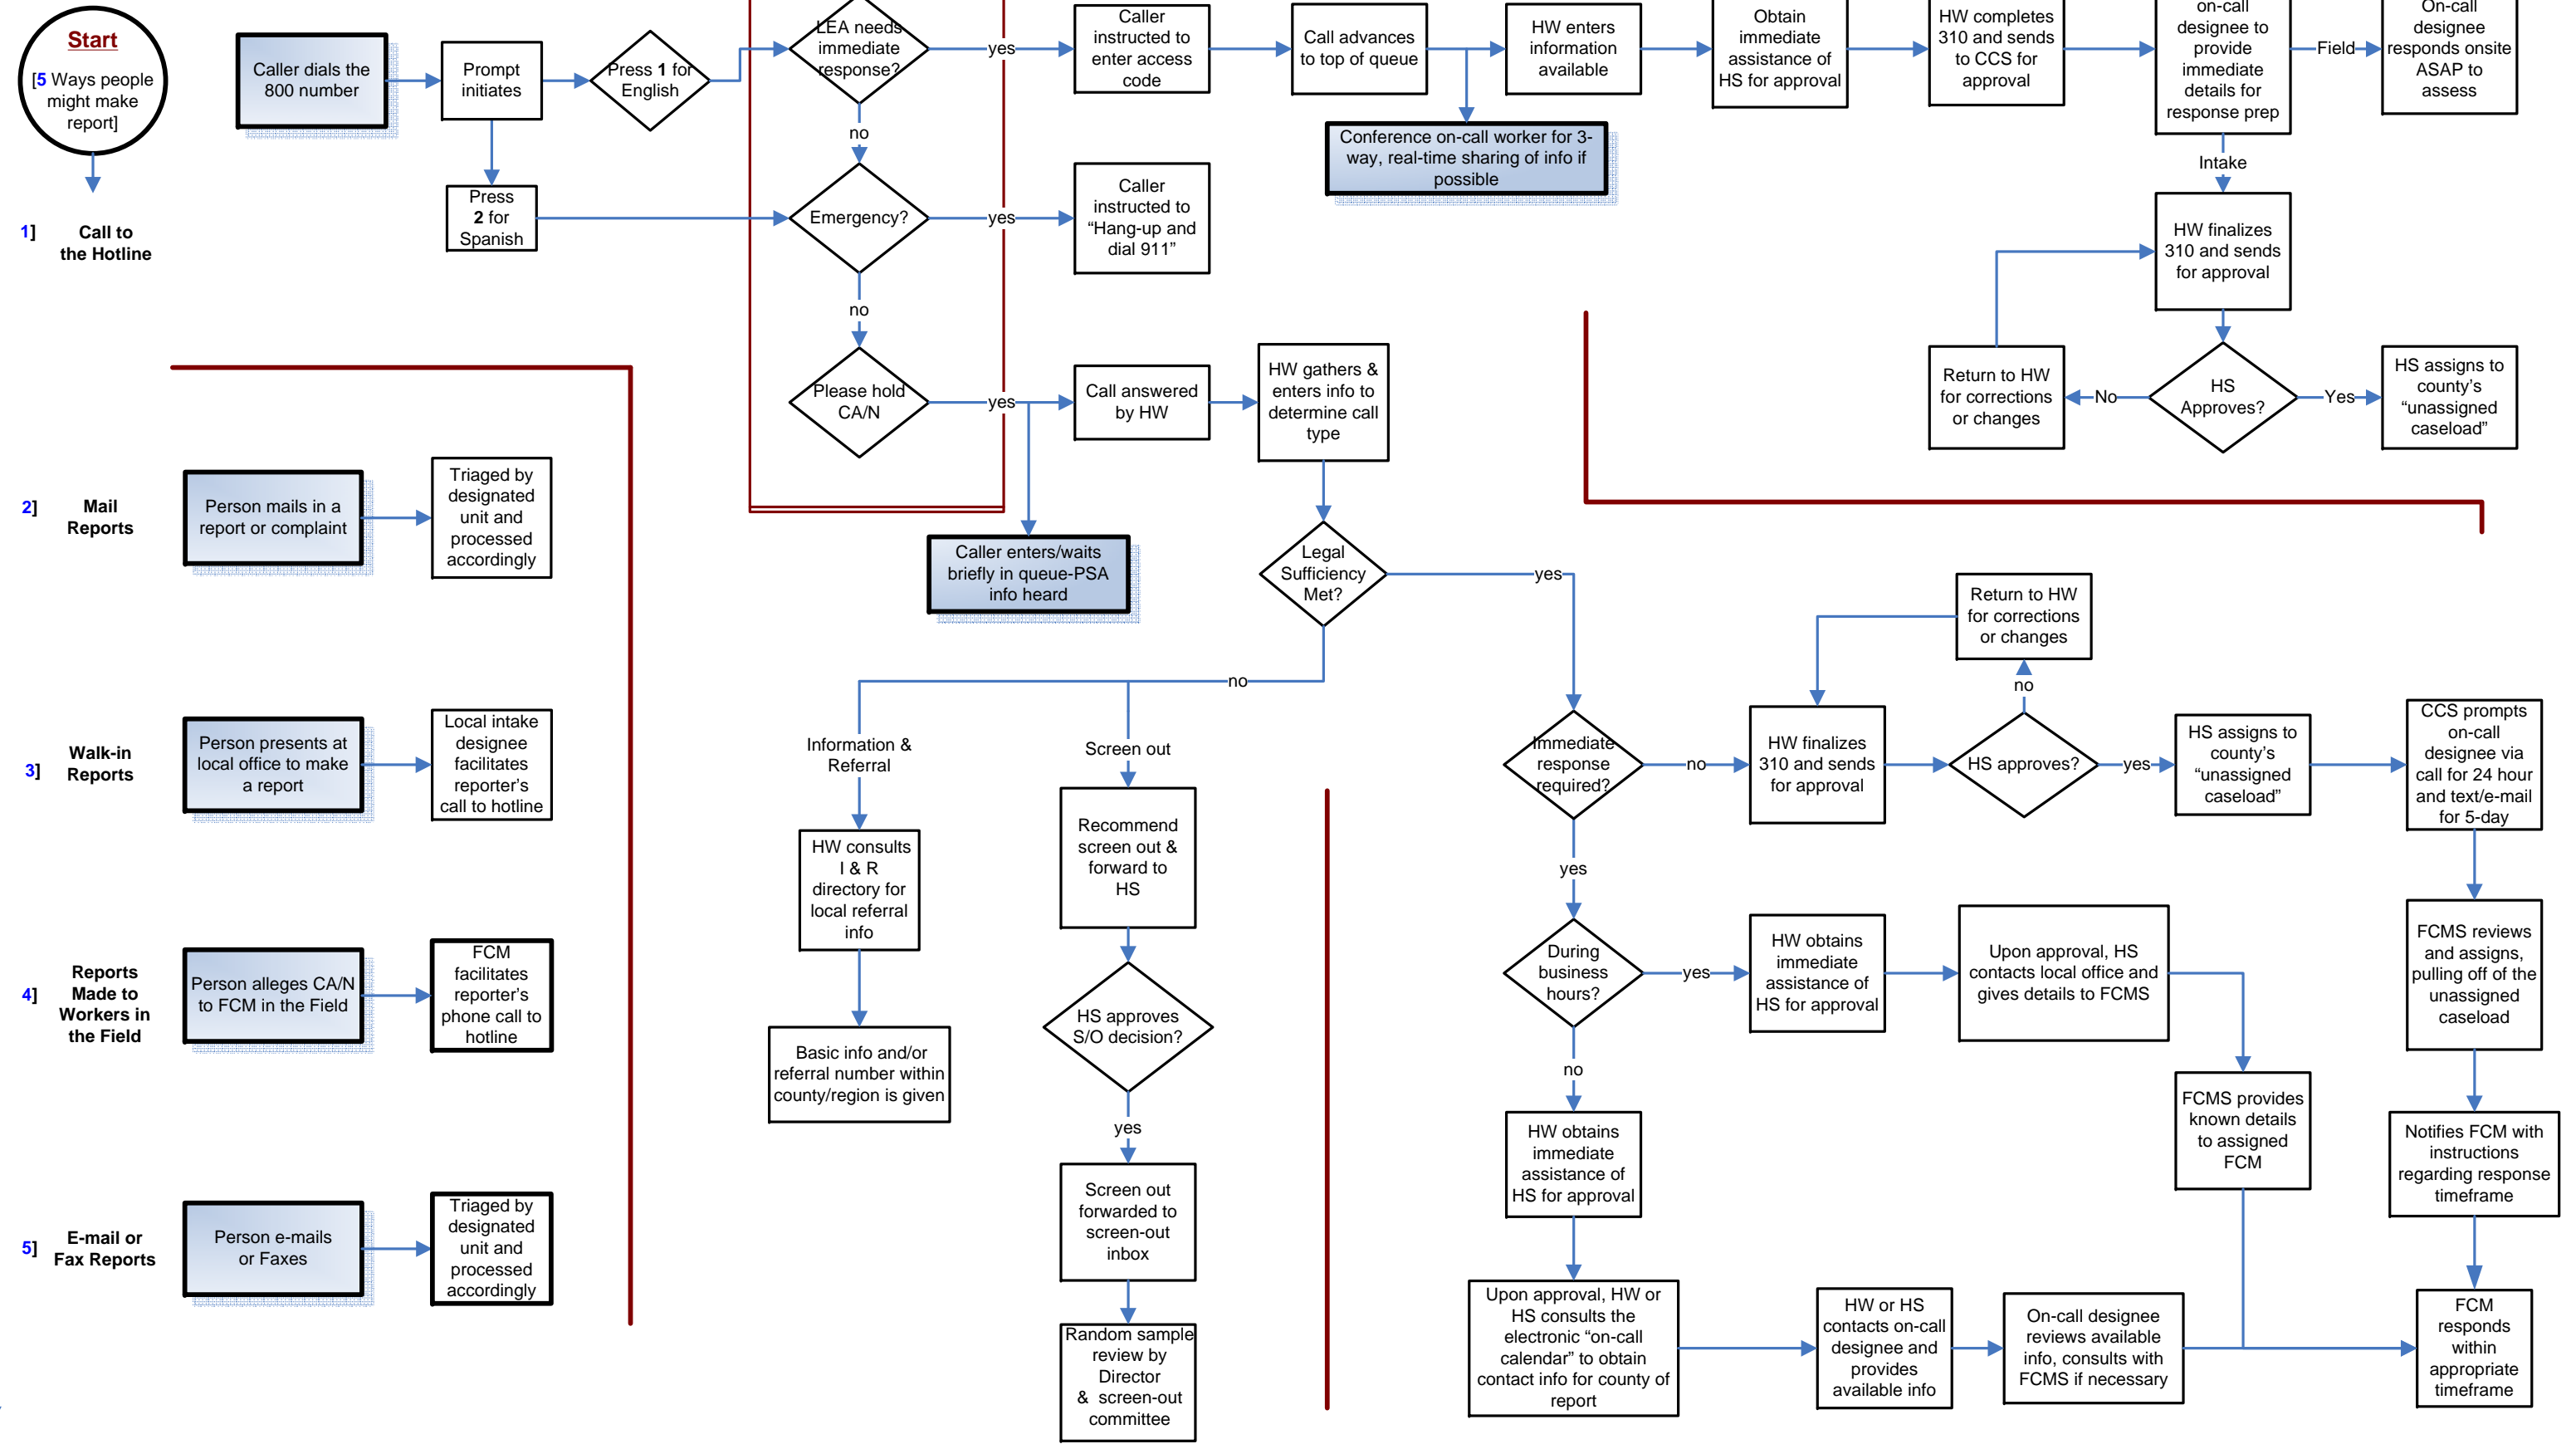 Start
[5 Ways people
might make
report]
Caller dials the
800 number
Prompt
initiates
Press 1 for
English
Press
2 for
Spanish
LEA needs
immediate
response?
yes
no
Caller
instructed to
enter access
code
Call advances
to top of queue
Conference on-call worker for 3-
way, real-time sharing of info if
possible
HW enters
information
available
Obtain
immediate
assistance of
HS for approval
HW completes
310 and sends
to CCS for
approval
on-call
designee to
provide
immediate
details for
response prep
Field
On-call
designee
responds onsite
ASAP to
assess
Intake
HW finalizes
310 and sends
for approval
HS
Approves?
No
Return to HW
for corrections
or changes
Yes
HS assigns to
county’s
“unassigned
caseload”
Emergency?
yes
Caller
instructed to
“Hang-up and
dial 911”
no
Please hold
CA/N
yes
Call answered
by HW
HW gathers &
enters info to
determine call
type
Caller enters/waits
briefly in queue-PSA
info heard
Legal
Sufficiency
Met?
yes
no
Information &
Referral
Screen out
HW consults
I & R
directory for
local referral
info
Basic info and/or
referral number within
county/region is given
Recommend
screen out &
forward to
HS
HS approves
S/O decision?
yes
Screen out
forwarded to
screen-out
inbox
Random sample
review by
Director
& screen-out
committee
Immediate
response
required?
no
HW finalizes
310 and sends
for approval
HS approves?
no
Return to HW
for corrections
or changes
yes
HS assigns to
county’s
“unassigned
caseload”
CCS prompts
on-call
designee via
call for 24 hour
and text/e-mail
for 5-day
FCMS reviews
and assigns,
pulling off of the
unassigned
caseload
Notifies FCM with
instructions
regarding response
timeframe
FCM
responds
within
appropriate
timeframe
yes
During
business
hours?
yes
HW obtains
immediate
assistance of
HS for approval
Upon approval, HS
contacts local office and
gives details to FCMS
FCMS provides
known details
to assigned
FCM
no
HW obtains
immediate
assistance of
HS for approval
Upon approval, HW or
HS consults the
electronic “on-call
calendar” to obtain
contact info for county of
report
HW or HS
contacts on-call
designee and
provides
available info
On-call designee
reviews available
info, consults with
FCMS if necessary
1] Call to
the Hotline
2] Mail
Reports
Person mails in a
report or complaint
Triaged by
designated
unit and
processed
accordingly
3] Walk-in
Reports
Person presents at
local office to make
a report
Local intake
designee
facilitates
reporter’s
call to hotline
4] Reports
Made to
Workers in
the Field
Person alleges CA/N
to FCM in the Field
FCM
facilitates
reporter’s
phone call to
hotline
5] E-mail or
Fax Reports
Person e-mails
or Faxes
Triaged by
designated
unit and
processed
accordingly